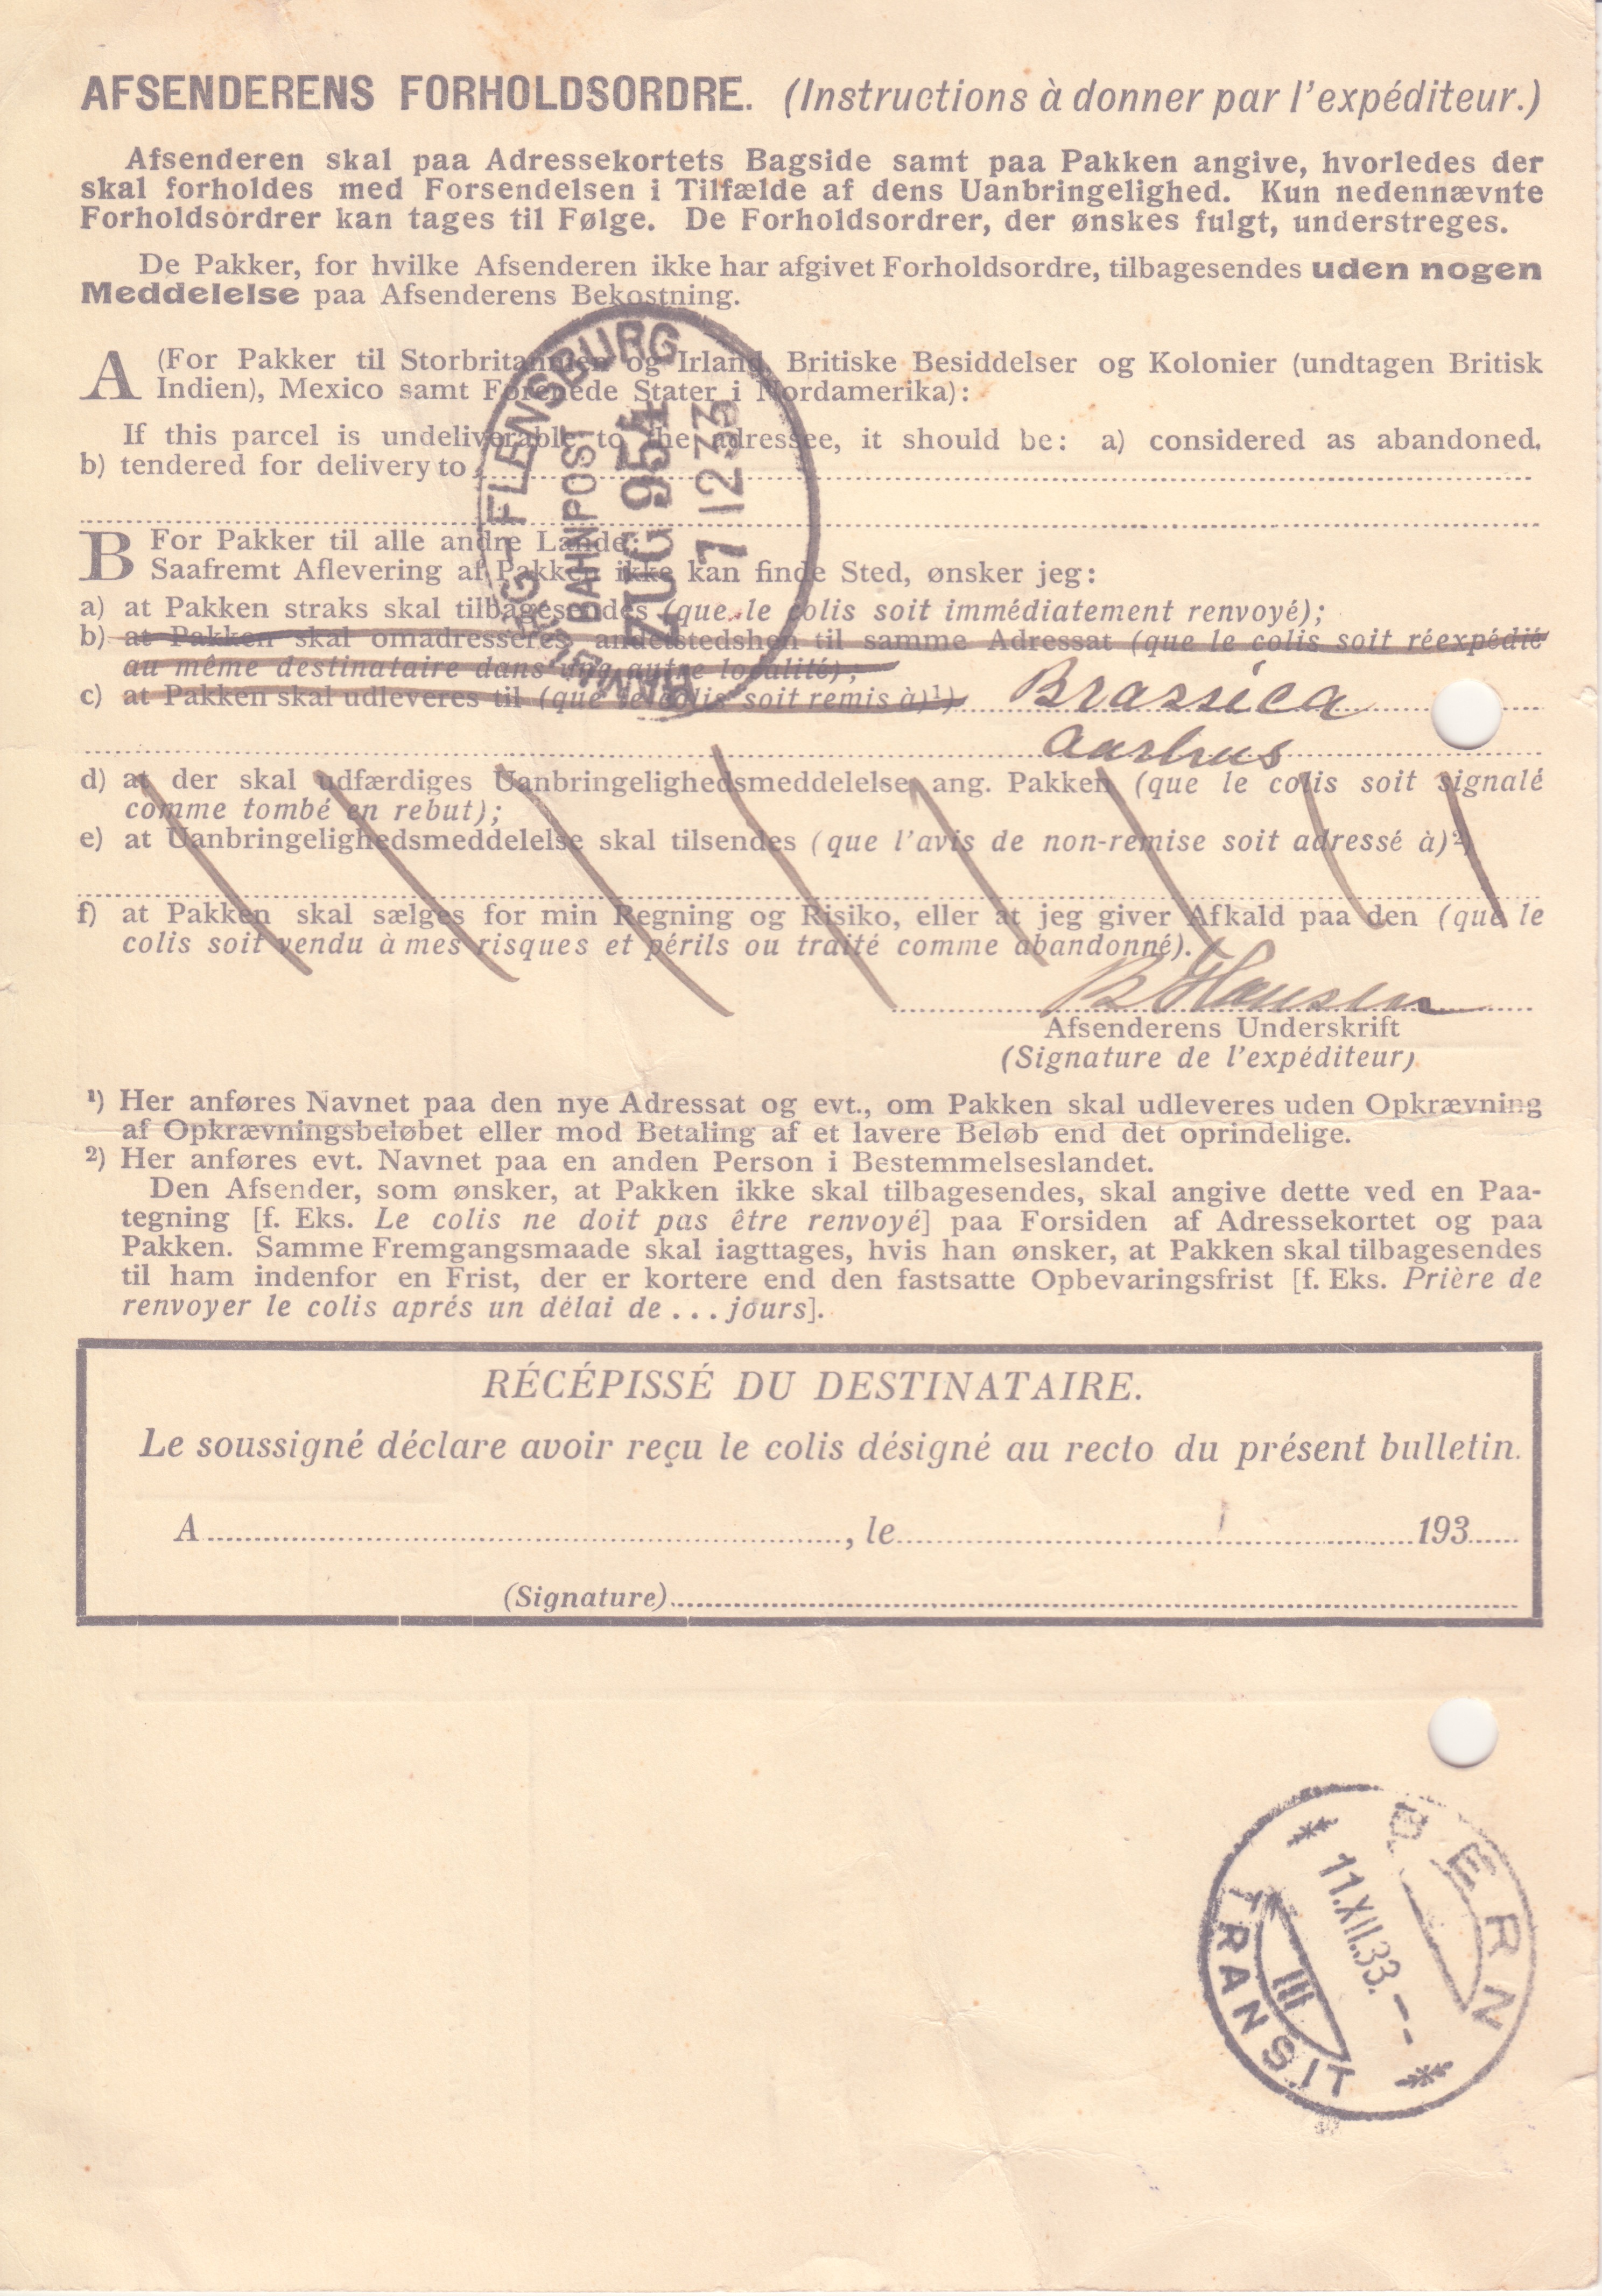 AFSENDERENS FORHOLDSORDRE. (Instructions à donner par l'expéditeur.)
Afsenderen skal paa Adressekortets Bagside samt paa Pakken angive, hvorledes der
skal forholdes med Forsendelsen i Tilfælde af dens Uanbringelighed. Kun nedennævnte
Forholdsordrer kan tages til Følge. De Forholdsordrer, der ønskes fulgt, understreges.
De Pakker, for hvilke Afsenderen ikke har afgivet Forholdsordre, tilbagesendes uden nogen
Meddelelse paa Afsenderens Bekostning.
A (For Pakker til Storbritannien og Irland, Britiske Besiddelser og Kolonier (undtagen Britisk
Indien), Mexico samt Forenede Stater i Nordamerika):
If this parcel is undeliverable to the adressee, it should be: a) considered as abandoned.
b) tendered for delivery to
B For Pakker til alle andre Lande:
Saafremt Aflevering af Pakken ikke kan finde Sted, ønsker jeg:
a) at Pakken straks skal tilbagesendes (que le colis soit immédiatement renvoyé);
b) at Pakken skal omadresseres andetstedshen til samme Adressat (que le colis soit réexpédié
au même destinataire dans une autre localité);
c) at Pakken skal udleveres til (que le colis soit remis à)¹) Brassica
Aarhus
d) at der skal udfærdiges Uanbringelighedsmeddelelse ang. Pakken (que le colis soit signalé
comme tombé en rebut);
e) at Uanbringelighedsmeddelelse skal tilsendes (que l'avis de non-remise soit adressé à)²)
f) at Pakken skal sælges for min Regning og Risiko, eller at jeg giver Afkald paa den (que le
colis soit vendu à mes risques et périls ou traité comme abandonné).
Hansen
Afsenderens Underskrift
(Signature de l'expéditeur)
¹) Her anføres Navnet paa den nye Adressat og evt., om Pakken skal udleveres uden Opkrævning
af Opkrævningsbeløbet eller mod Betaling af et lavere Beløb end det oprindelige.
²) Her anføres evt. Navnet paa en anden Person i Bestemmelseslandet.
Den Afsender, som ønsker, at Pakken ikke skal tilbagesendes, skal angive dette ved en Paa-
tegning [f. Eks. Le colis ne doit pas être renvoyé] paa Forsiden af Adressekortet og paa
Pakken. Samme Fremgangsmaade skal iagttages, hvis han ønsker, at Pakken skal tilbagesendes
til ham indenfor en Frist, der er kortere end den fastsatte Opbevaringsfrist [f. Eks. Prière de
renvoyer le colis aprés un délai de ... jours].
RÉCÉPISSÉ DU DESTINATAIRE.
Le soussigné déclare avoir reçu le colis désigné au recto du présent bulletin.
A , le 193
(Signature)
FLENSBURG
BAHNPOST
ZUG 954
7 12 33
BERN
11.XII.33.
III
TRANSIT